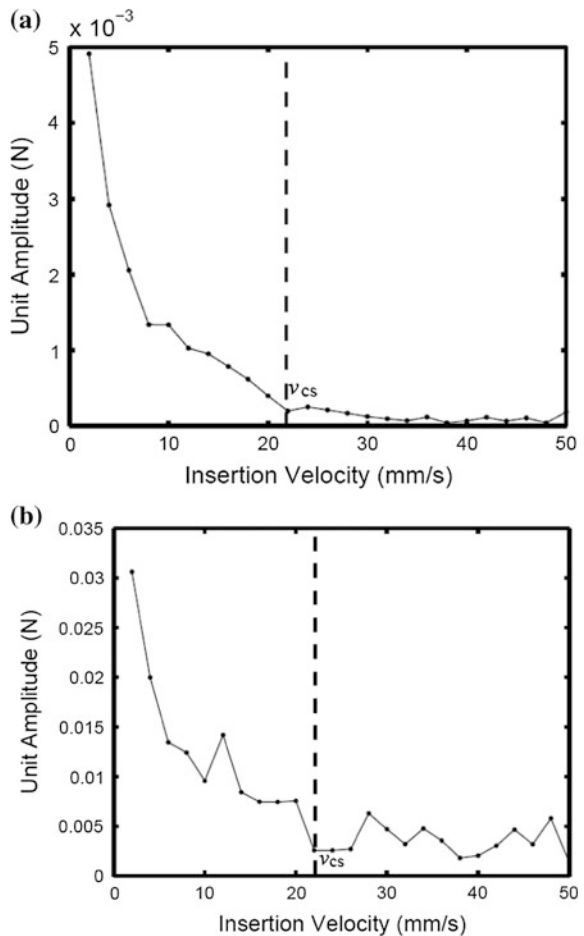 (a)
x 10⁻³
5
4
3
2
1
0
Unit Amplitude (N)
vcs
0 10 20 30 40 50
Insertion Velocity (mm/s)
(b)
0.035
0.03
0.025
0.02
0.015
0.01
0.005
0
Unit Amplitude (N)
vcs
0 10 20 30 40 50
Insertion Velocity (mm/s)